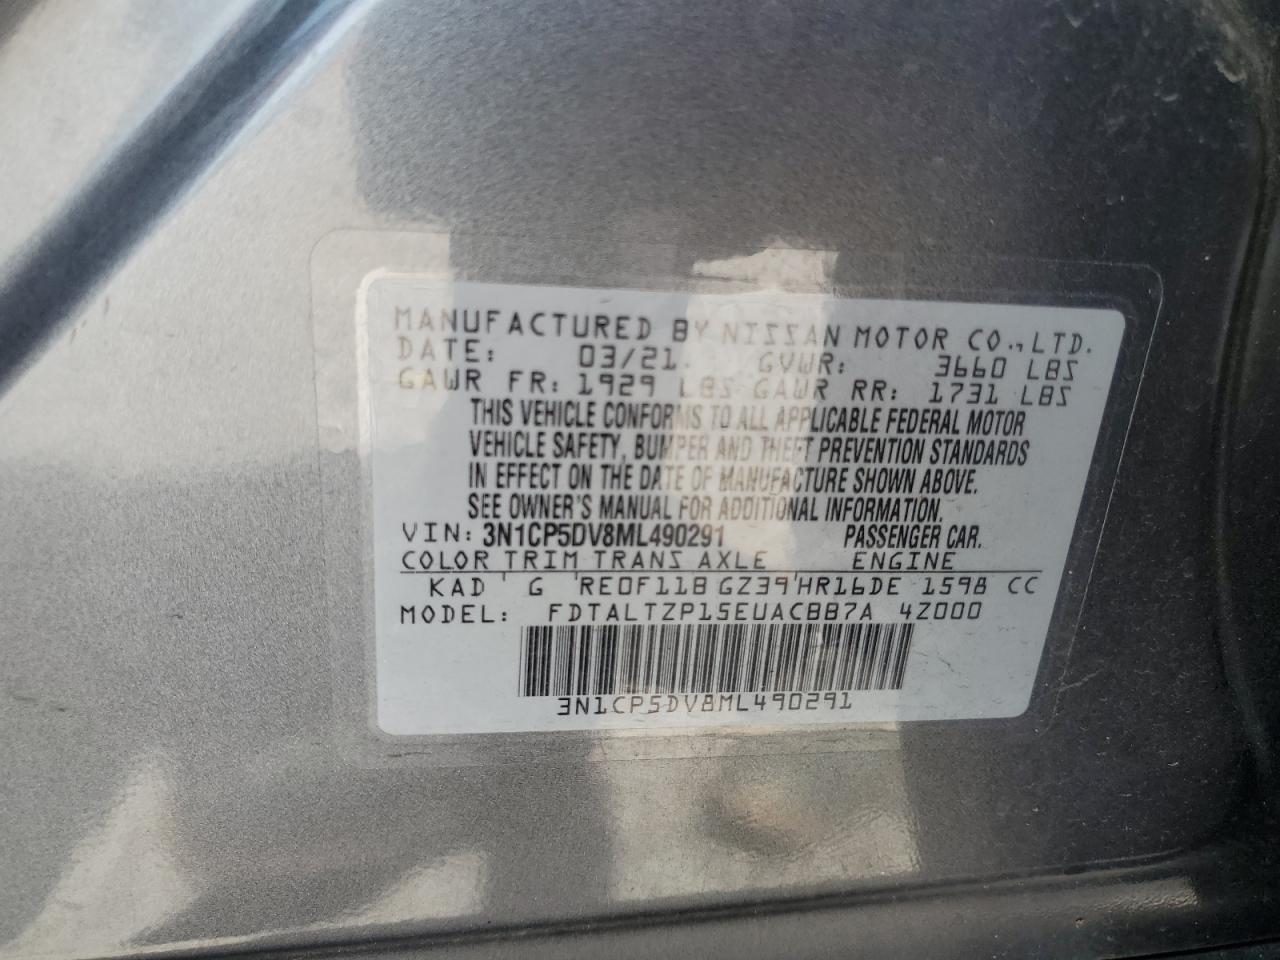 MANUFACTURED BY NISSAN MOTOR CO.,LTD.
DATE: 03/21. GVWR: 3660 LBS
GAWR FR: 1929 LBS GAWR RR: 1731 LBS
THIS VEHICLE CONFORMS TO ALL APPLICABLE FEDERAL MOTOR
VEHICLE SAFETY, BUMPER AND THEFT PREVENTION STANDARDS
IN EFFECT ON THE DATE OF MANUFACTURE SHOWN ABOVE.
SEE OWNER'S MANUAL FOR ADDITIONAL INFORMATION.
VIN: 3N1CP5DV8ML490291 PASSENGER CAR.
COLOR TRIM TRANS AXLE ENGINE
KAD ' G 'RE0F11B GZ39'HR16DE 1598 CC
MODEL: FDTALTZP15EUACBB7A 4Z000
3N1CP5DV8ML490291